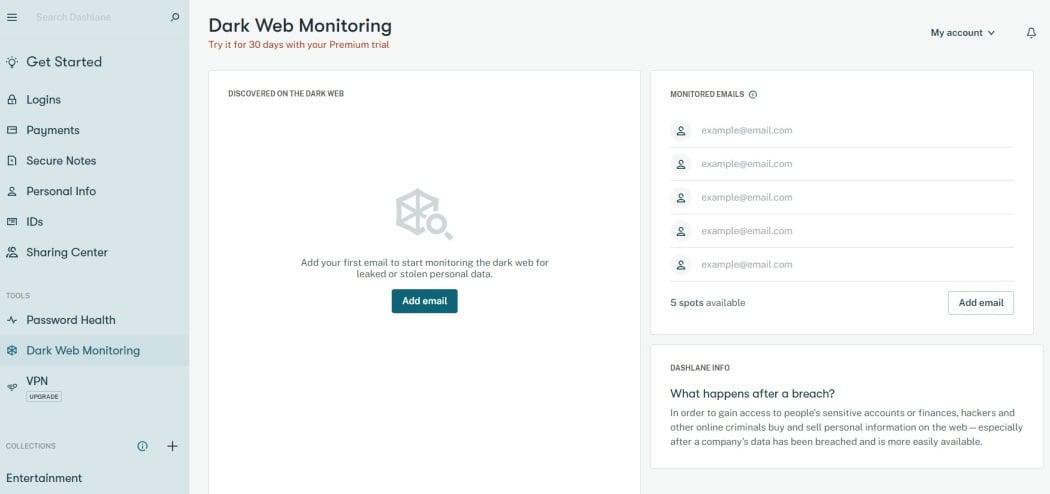 Search Dashlane
Get Started
Logins
Payments
Secure Notes
Personal Info
IDs
Sharing Center
TOOLS
Password Health
Dark Web Monitoring
VPN
UPGRADE
COLLECTIONS
Entertainment
Dark Web Monitoring
Try it for 30 days with your Premium trial
My account
DISCOVERED ON THE DARK WEB
Add your first email to start monitoring the dark web for
leaked or stolen personal data.
Add email
MONITORED EMAILS
example@email.com
example@email.com
example@email.com
example@email.com
example@email.com
5 spots available
Add email
DASHLANE INFO
What happens after a breach?
In order to gain access to people's sensitive accounts or finances, hackers and
other online criminals buy and sell personal information on the web—especially
after a company's data has been breached and is more easily available.